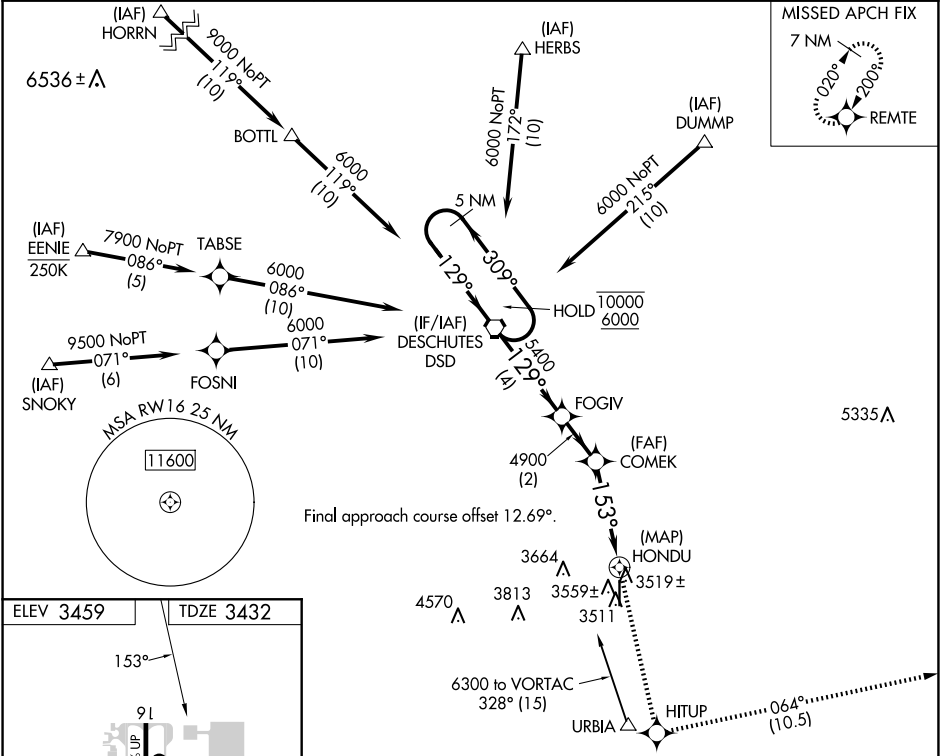 (IAF)
HORRN
9000 NoPT
119°
(10)
6536 ±
BOTTL
6000
119°
(10)
(IAF)
HERBS
6000 NoPT
172°
(10)
(IAF)
DUMMP
6000 NoPT
215°
(10)
MISSED APCH FIX
7 NM
020°
200°
REMTE
(IAF)
EENIE
250K
7900 NoPT
086°
(5)
TABSE
6000
086°
(10)
5 NM
129°
309°
HOLD 10000
6000
(IF/IAF)
DESCHUTES
DSD
(IAF)
SNOKY
9500 NoPT
071°
(6)
FOSNI
6000
071°
(10)
5400
129°
(4)
FOGIV
4900
(2)
(FAF)
COMEK
5335
MSA RW16 25 NM
11600
Final approach course offset 12.69°.
153°
(MAP)
HONDU
3664
3519 ±
3559±
3511
3813
4570
6300 to VORTAC
328° (15)
URBIA
HITUP
064°
(10.5)
ELEV 3459
TDZE 3432
153°
16
UP